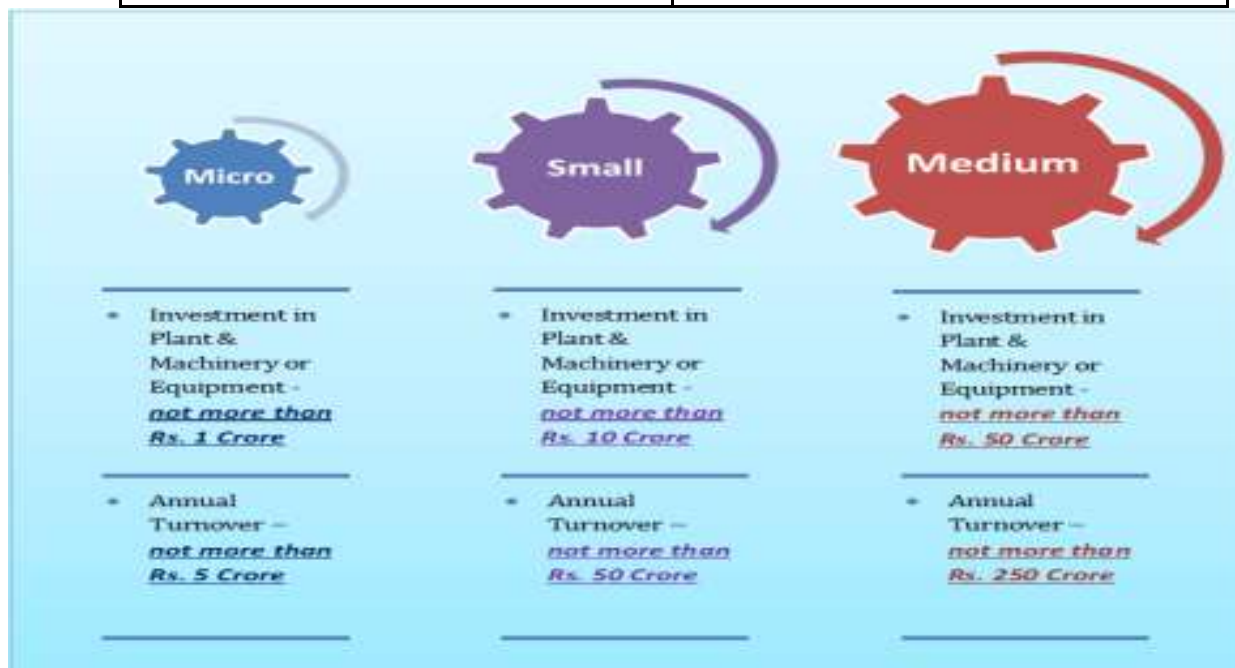 Micro
Small
Medium
• Investment in
Plant &
Machinery or
Equipment -
not more than
Rs. 1 Crore
• Investment in
Plant &
Machinery or
Equipment -
not more than
Rs. 10 Crore
• Investment in
Plant &
Machinery or
Equipment -
not more than
Rs. 50 Crore
• Annual
Turnover –
not more than
Rs. 5 Crore
• Annual
Turnover –
not more than
Rs. 50 Crore
• Annual
Turnover –
not more than
Rs. 250 Crore